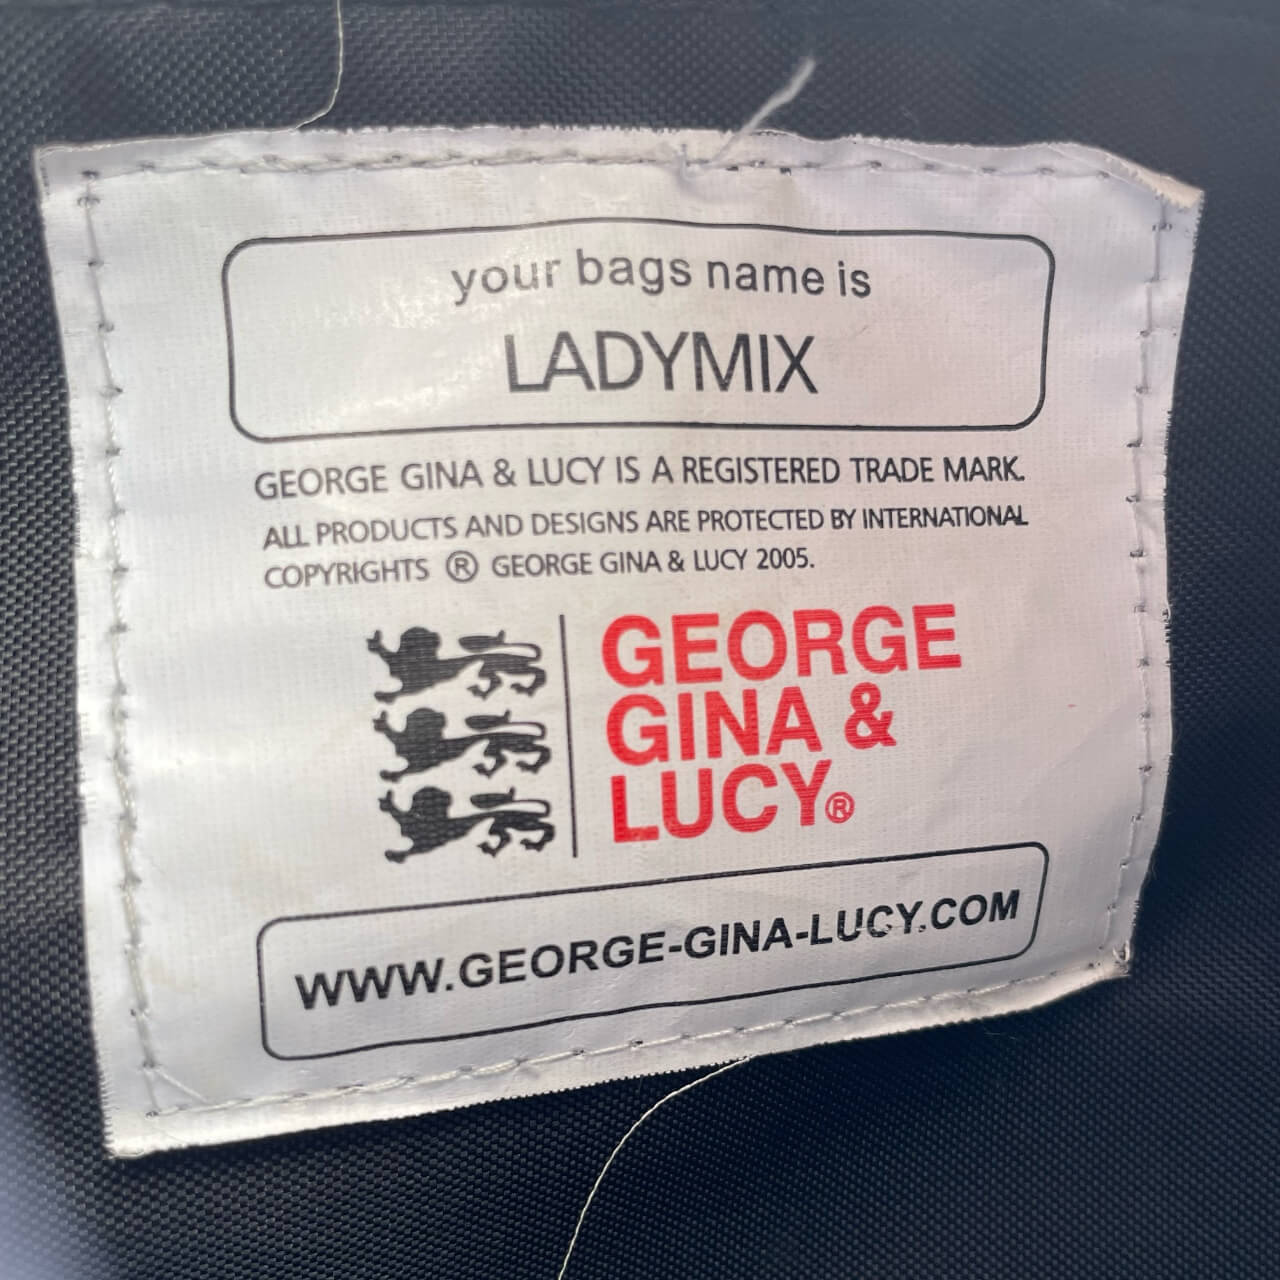 your bags name is
LADYMIX
GEORGE GINA & LUCY IS A REGISTERED TRADE MARK.
ALL PRODUCTS AND DESIGNS ARE PROTECTED BY INTERNATIONAL
COPYRIGHTS ® GEORGE GINA & LUCY 2005.
GEORGE
GINA &
LUCY®
WWW.GEORGE-GINA-LUCY.COM